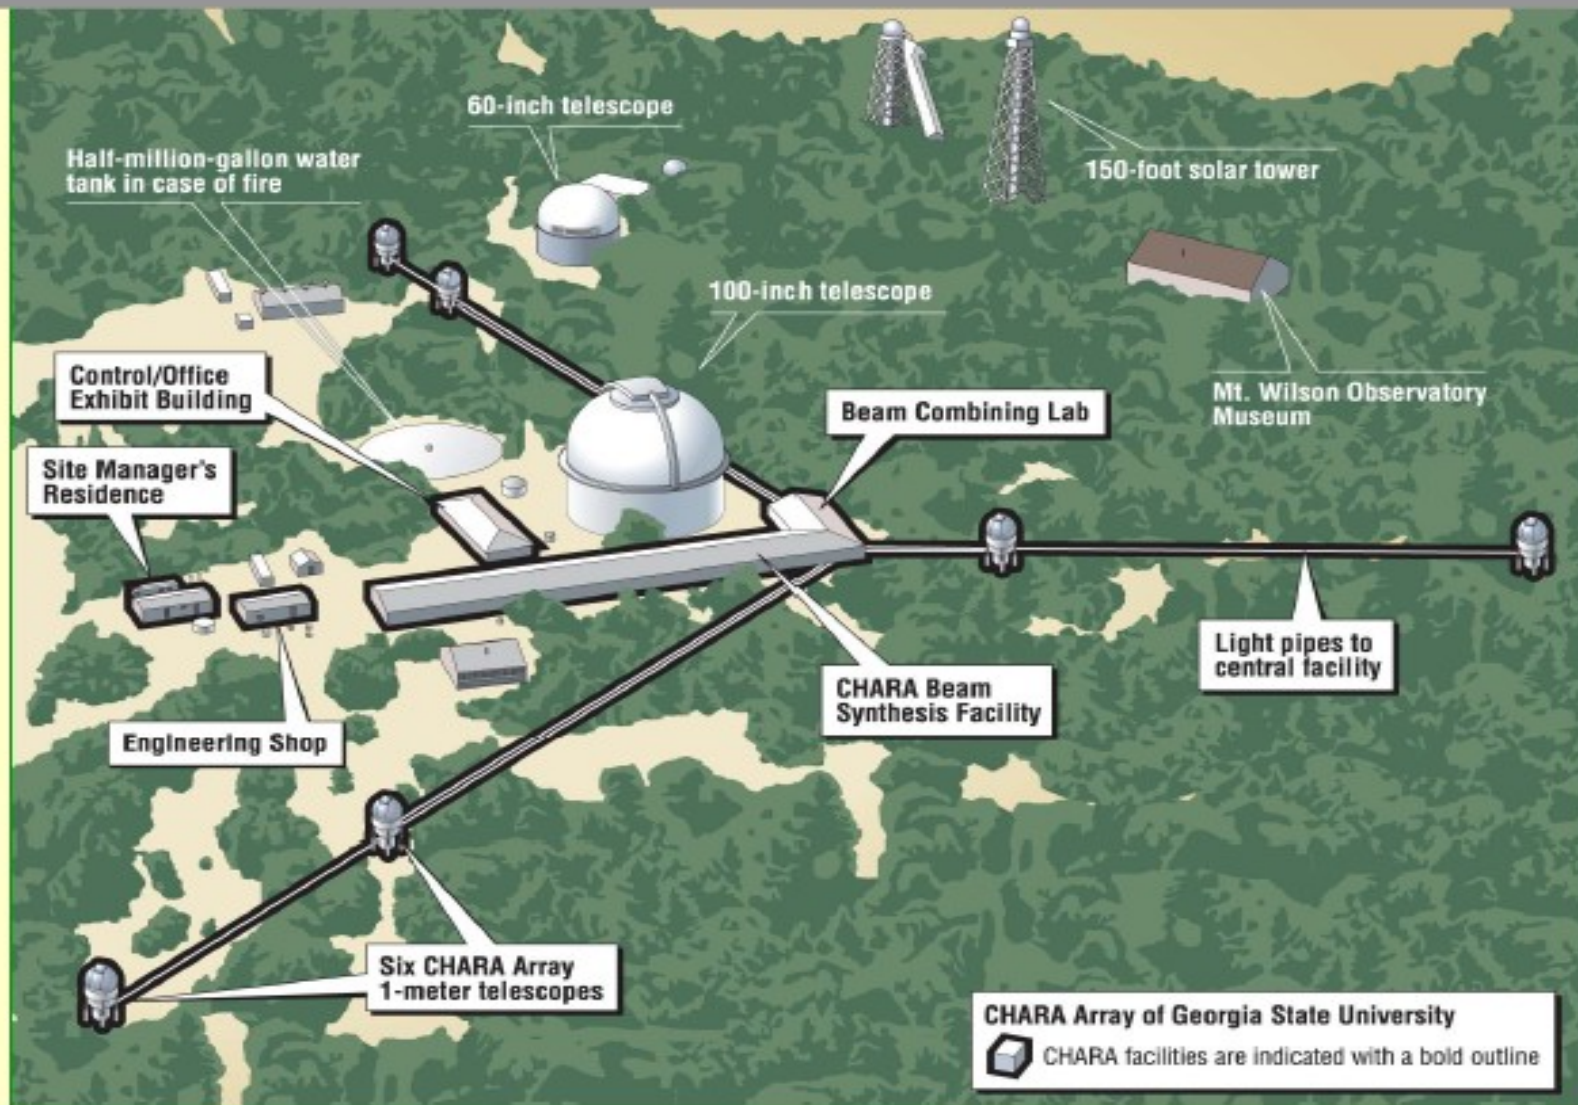 60-inch telescope
Half-million-gallon water
tank in case of fire
150-foot solar tower
100-inch telescope
Control/Office
Exhibit Building
Beam Combining Lab
Mt. Wilson Observatory
Museum
Site Manager's
Residence
Light pipes to
central facility
CHARA Beam
Synthesis Facility
Engineering Shop
Six CHARA Array
1-meter telescopes
CHARA Array of Georgia State University
CHARA facilities are indicated with a bold outline